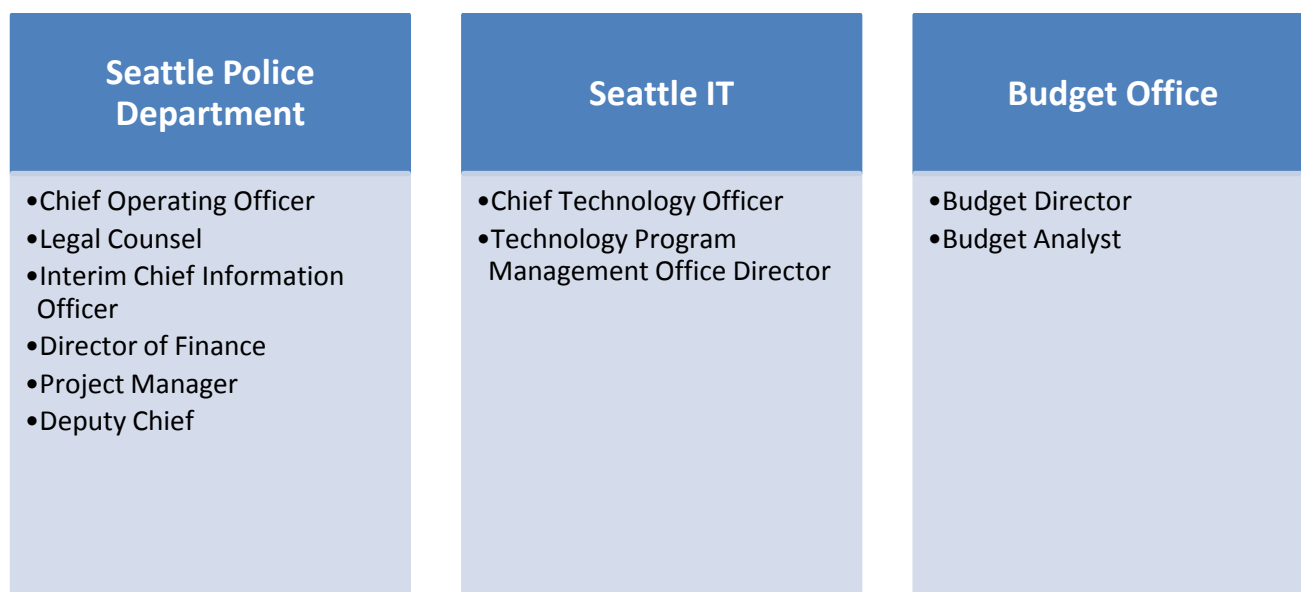 Seattle Police
Department
•Chief Operating Officer
•Legal Counsel
•Interim Chief Information
Officer
•Director of Finance
•Project Manager
•Deputy Chief
Seattle IT
•Chief Technology Officer
•Technology Program
Management Office Director
Budget Office
•Budget Director
•Budget Analyst